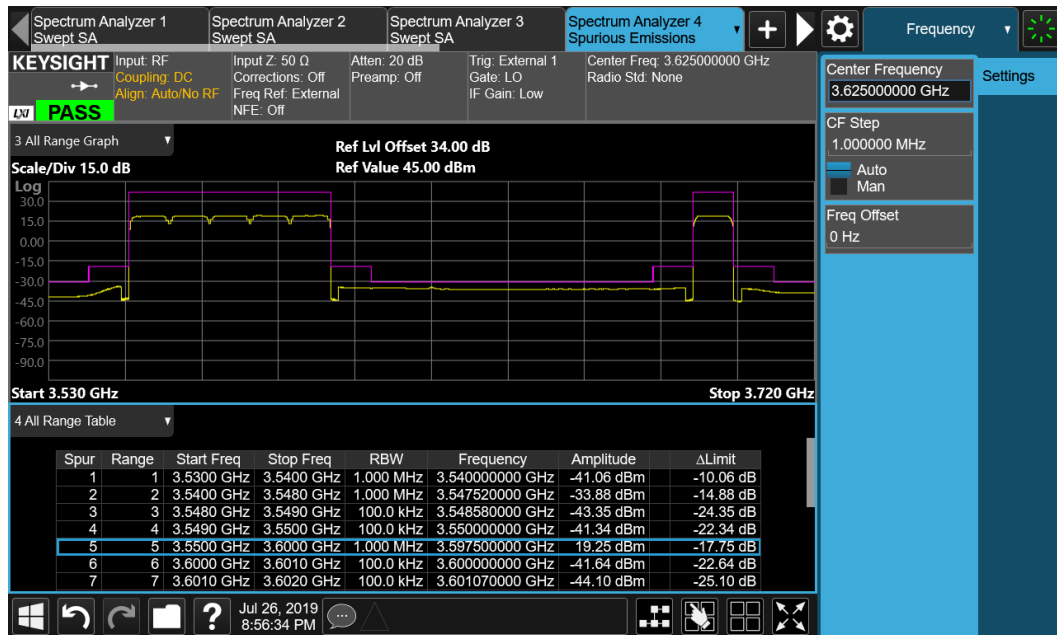 Spectrum Analyzer 1
Swept SA
Spectrum Analyzer 2
Swept SA
Spectrum Analyzer 3
Swept SA
Spectrum Analyzer 4
Spurious Emissions
Frequency
KEYSIGHT
LXI PASS
Input: RF
Coupling: DC
Align: Auto/No RF
Input Z: 50 Ω
Corrections: Off
Freq Ref: External
NFE: Off
Atten: 20 dB
Preamp: Off
Trig: External 1
Gate: LO
IF Gain: Low
Center Freq: 3.625000000 GHz
Radio Std: None
Center Frequency
3.625000000 GHz
Settings
CF Step
1.000000 MHz
Auto
Man
Freq Offset
0 Hz
3 All Range Graph
Scale/Div 15.0 dB
Ref Lvl Offset 34.00 dB
Ref Value 45.00 dBm
Log
30.0
15.0
0.00
-15.0
-30.0
-45.0
-60.0
-75.0
-90.0
Start 3.530 GHz
Stop 3.720 GHz
4 All Range Table
Spur Range Start Freq Stop Freq RBW Frequency Amplitude ΔLimit
1 1 3.5300 GHz 3.5400 GHz 1.000 MHz 3.540000000 GHz -41.06 dBm -10.06 dB
2 2 3.5400 GHz 3.5480 GHz 1.000 MHz 3.547520000 GHz -33.88 dBm -14.88 dB
3 3 3.5480 GHz 3.5490 GHz 100.0 kHz 3.548580000 GHz -43.35 dBm -24.35 dB
4 4 3.5490 GHz 3.5500 GHz 100.0 kHz 3.550000000 GHz -41.34 dBm -22.34 dB
5 5 3.5500 GHz 3.6000 GHz 1.000 MHz 3.597500000 GHz 19.25 dBm -17.75 dB
6 6 3.6000 GHz 3.6010 GHz 100.0 kHz 3.600000000 GHz -41.64 dBm -22.64 dB
7 7 3.6010 GHz 3.6020 GHz 100.0 kHz 3.601070000 GHz -44.10 dBm -25.10 dB
Jul 26, 2019
8:56:34 PM